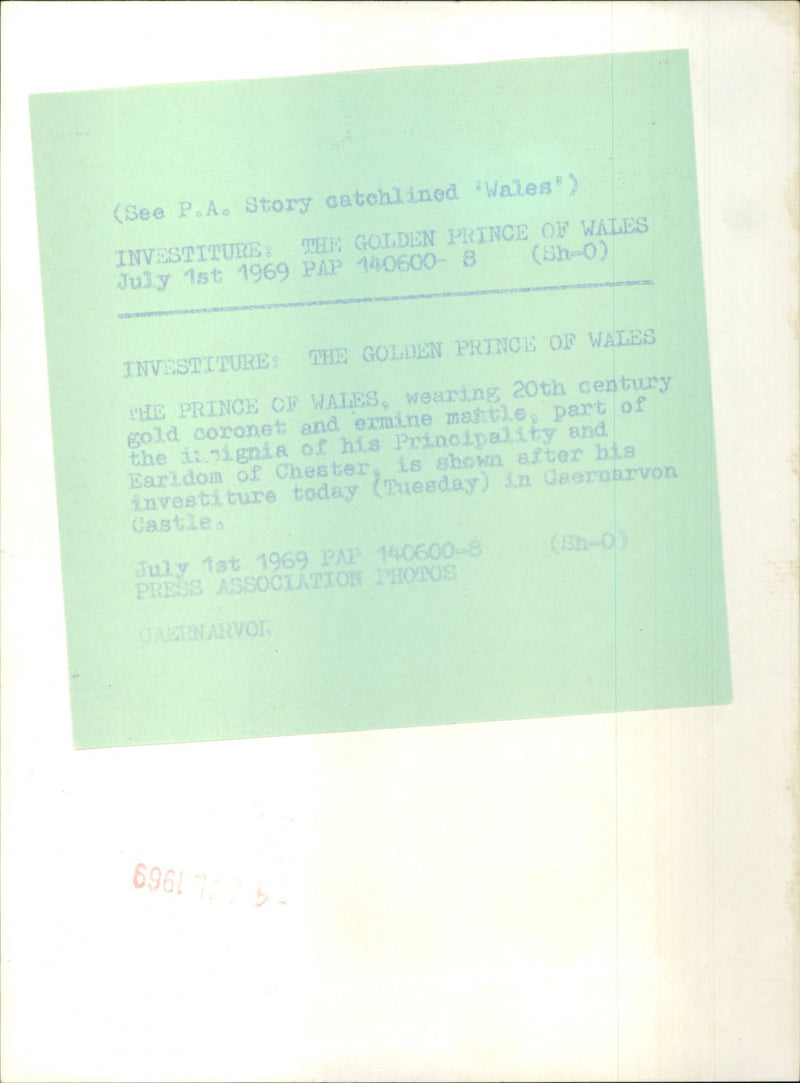 (See P.A. Story catchlined 'Wales')
INVESTITURE: THE GOLDEN PRINCE OF WALES
July 1st 1969 PAP 140600- 8 (Sh-0)
INVESTITURE: THE GOLDEN PRINCE OF WALES
THE PRINCE OF WALES, wearing 20th century
gold coronet and ermine mantle, part of
the insignia of his Principality and
Earldom of Chester, is shown after his
investiture today (Tuesday) in Caernarvon
Castle.
July 1st 1969 PAP 140600-8 (Sh-0)
PRESS ASSOCIATION PHOTOS
CAERNARVON
1969